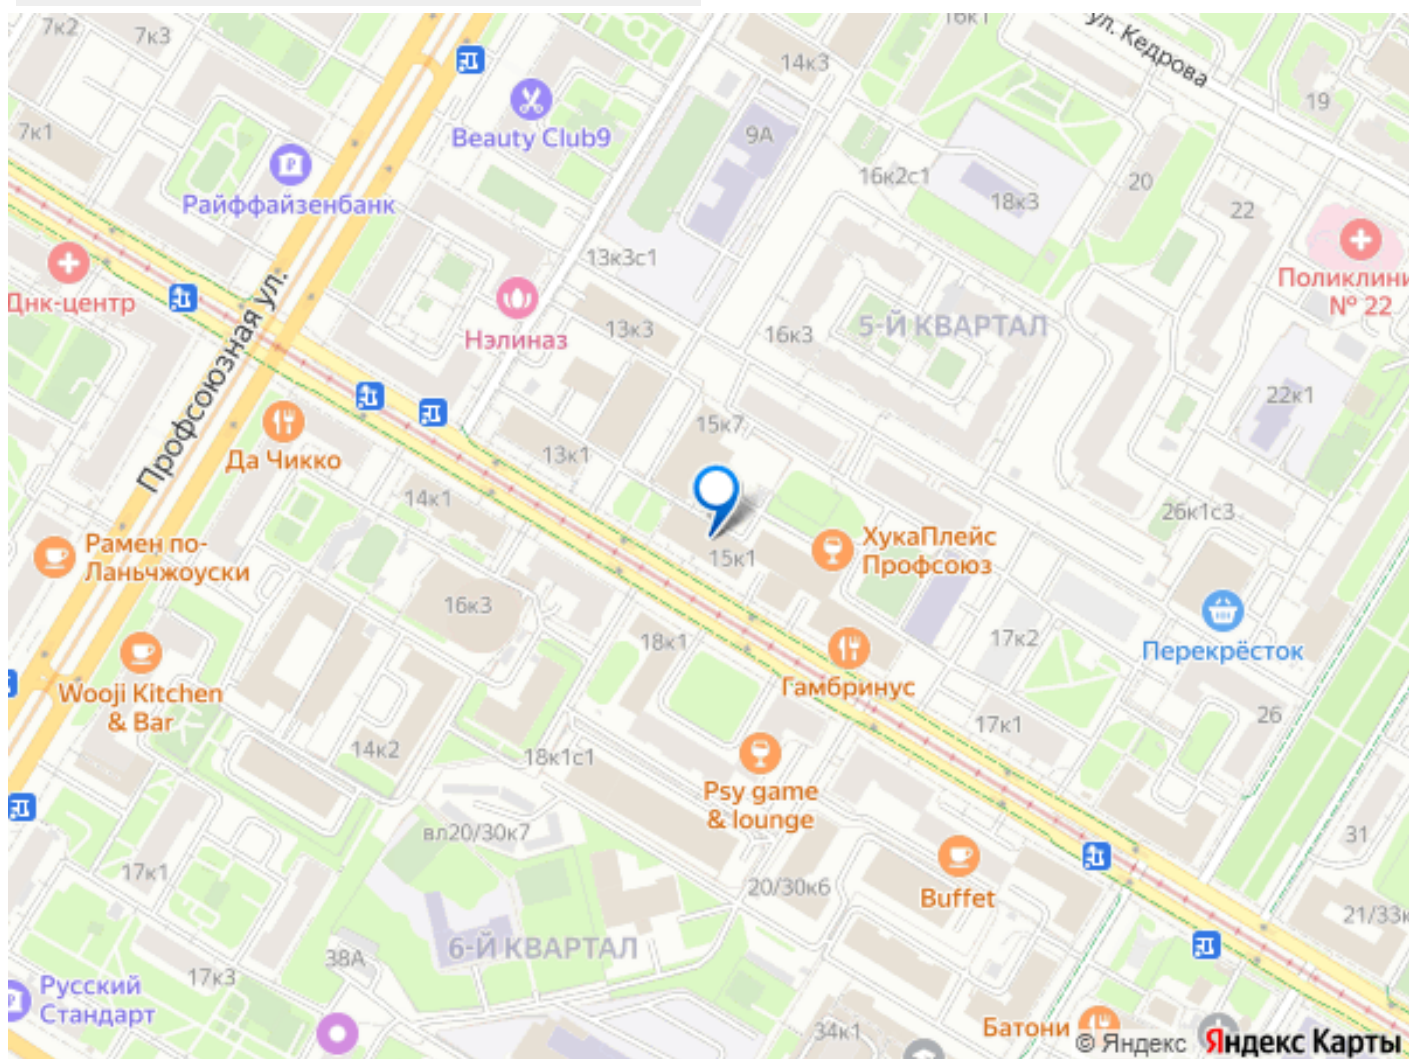 7к2
7к3
16к1
ул. Кедрова
14к3
19
7к1
Beauty Club9
9А
Райффайзенбанк
16к2с1
18к3
20
22
Поликлини
№ 22
Днк-центр
13к3с1
Профсоюзная ул.
Нэлиназ
13к3
16к3
5-Й КВАРТАЛ
22к1
15к7
Да Чикко
13к1
14к1
26к1с3
Рамен по-
Ланьчжоуски
15к1
ХукаПлейс
Профсоюз
16к3
18к1
17к2
Перекрёсток
Гамбринус
Wooji Kitchen
& Bar
14к2
18к1с1
17к1
26
Psy game
& lounge
вл20/30к7
31
17к1
20/30к6
Buffet
21/33к
6-Й КВАРТАЛ
38А
17к3
Русский
Стандарт
34к1
Батони
© Яндекс Яндекс Карты